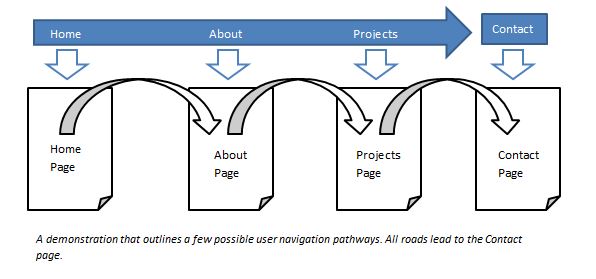 Home About Projects Contact
Home
Page
About
Page
Projects
Page
Contact
Page
A demonstration that outlines a few possible user navigation pathways. All roads lead to the Contact
page.